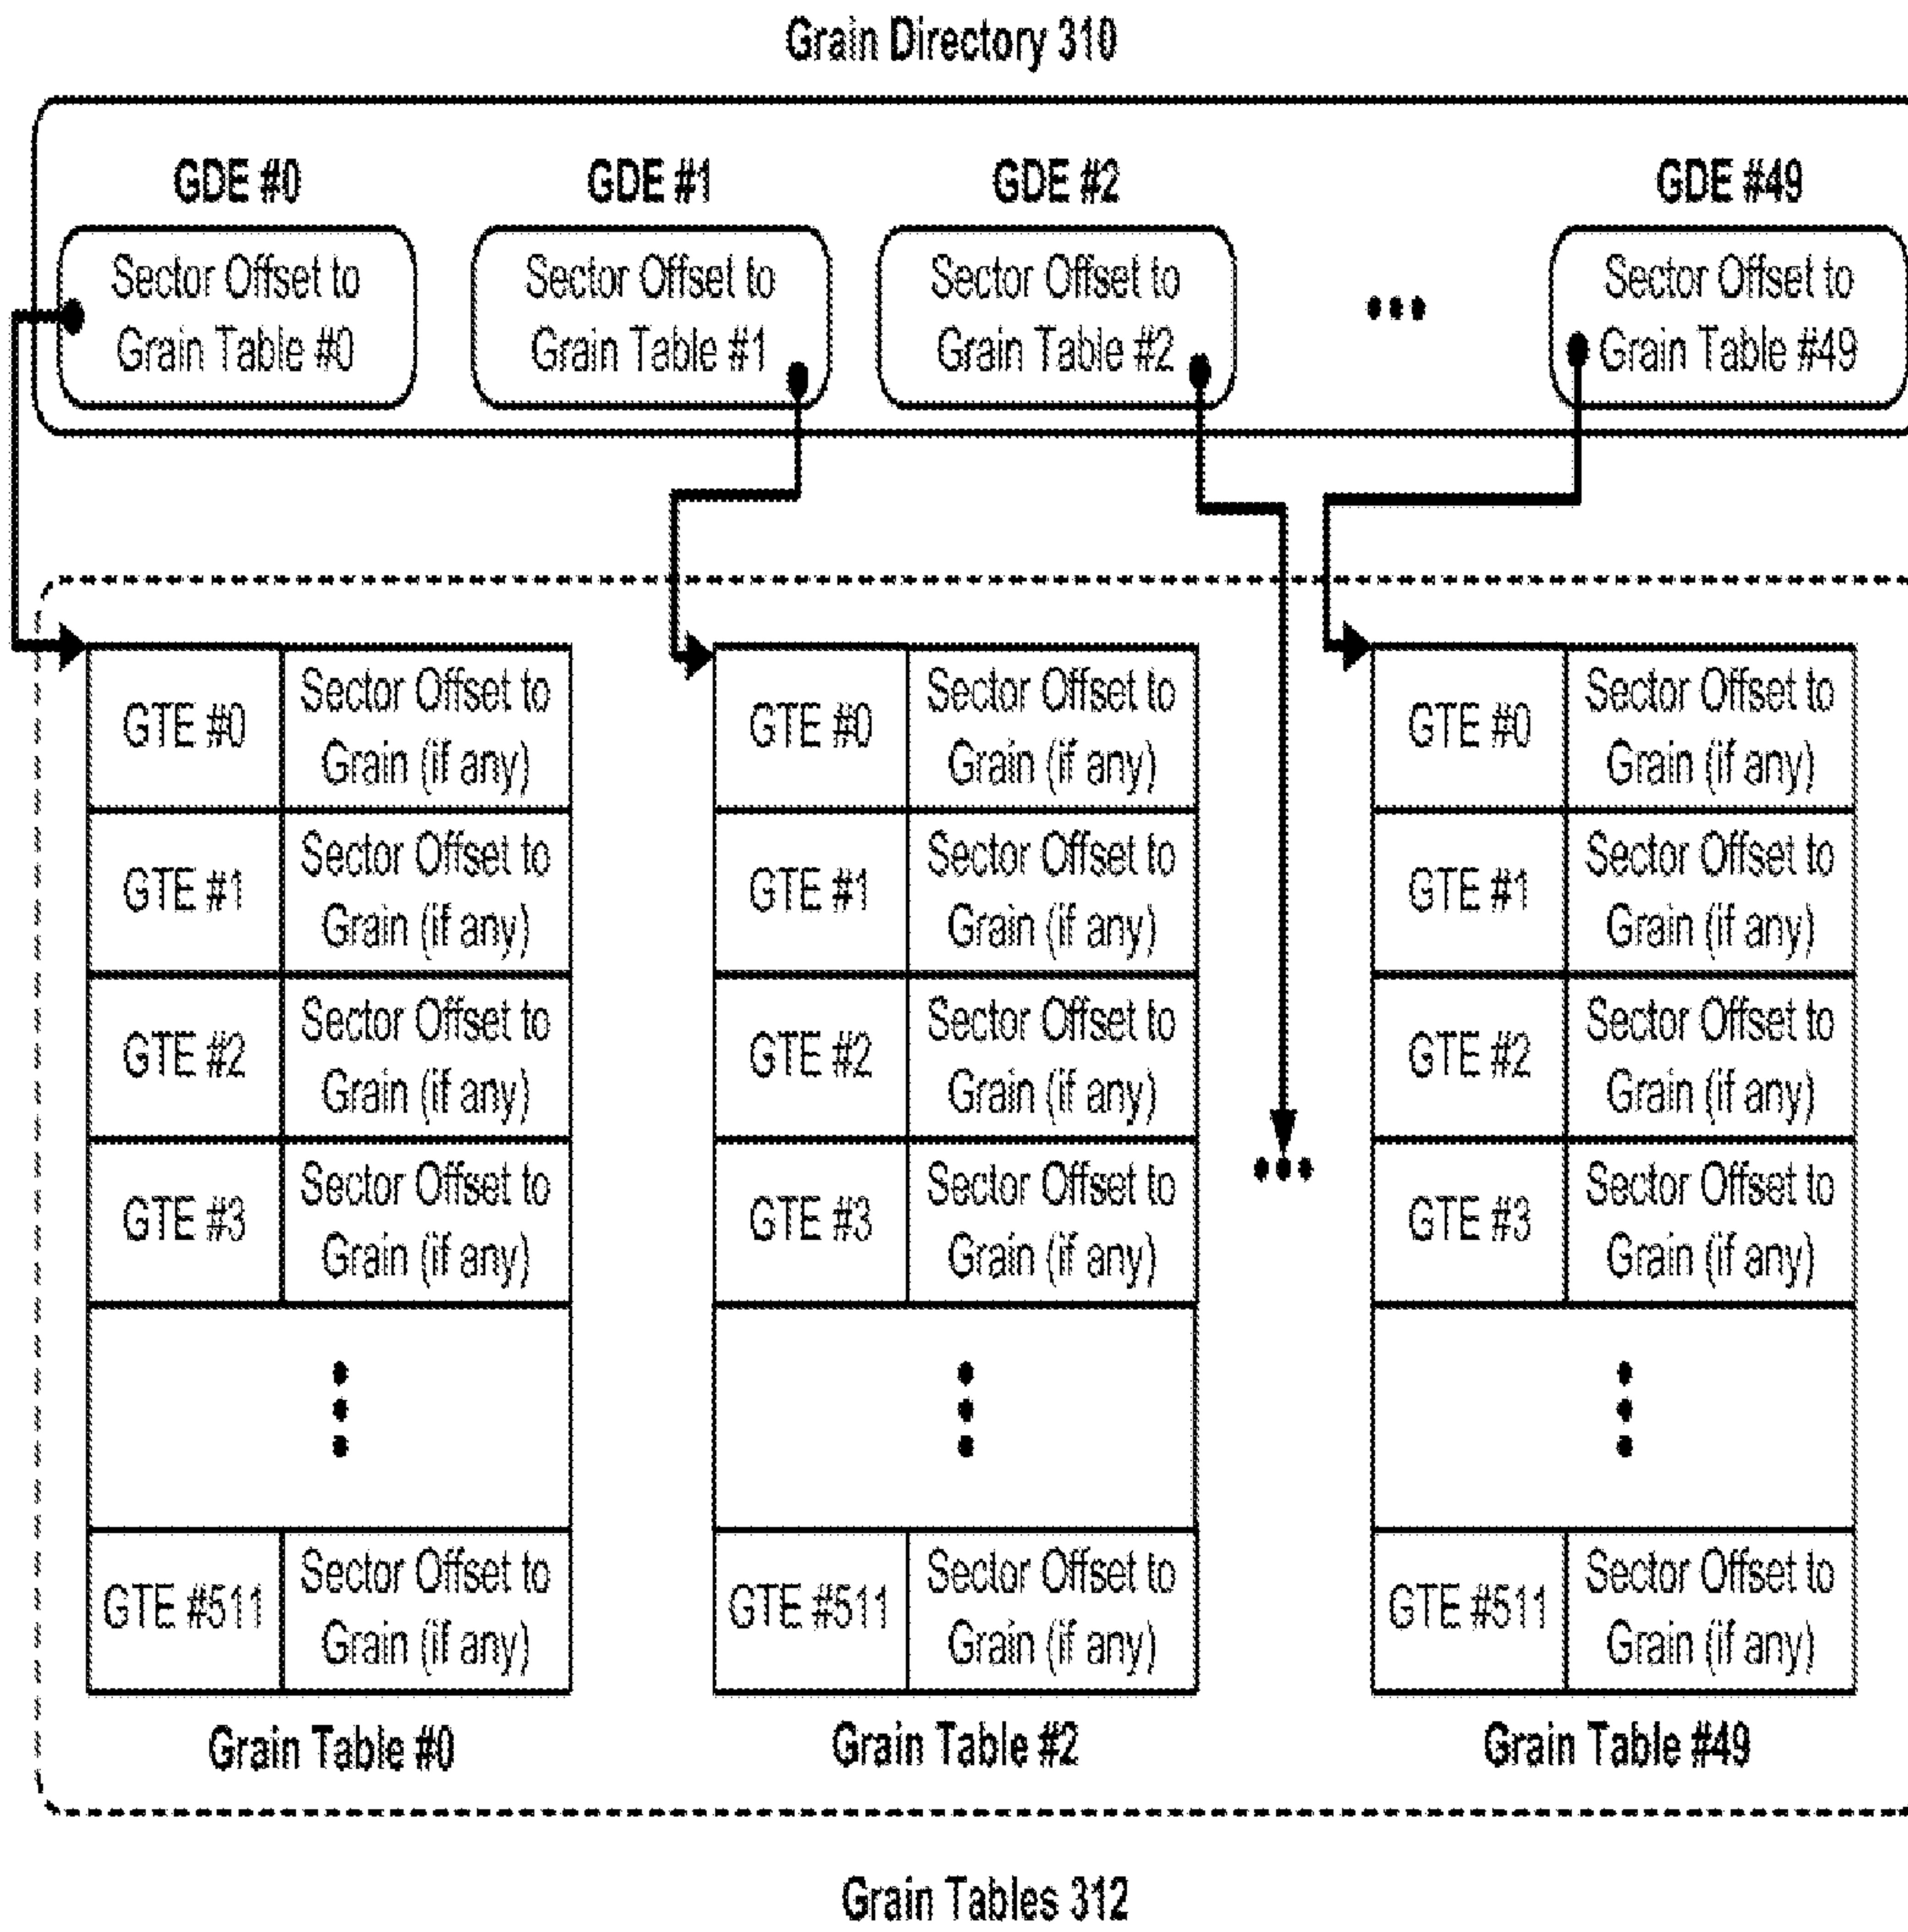 Grain Directory 310
GDE #0
GDE #1
GDE #2
GDE #49
Sector Offset to
Grain Table #0
Sector Offset to
Grain Table #1
Sector Offset to
Grain Table #2
Sector Offset to
Grain Table #49
GTE #0
Sector Offset to
Grain (if any)
GTE #1
Sector Offset to
Grain (if any)
GTE #2
Sector Offset to
Grain (if any)
GTE #3
Sector Offset to
Grain (if any)
GTE #511
Sector Offset to
Grain (if any)
Grain Table #0
GTE #0
Sector Offset to
Grain (if any)
GTE #1
Sector Offset to
Grain (if any)
GTE #2
Sector Offset to
Grain (if any)
GTE #3
Sector Offset to
Grain (if any)
GTE #511
Sector Offset to
Grain (if any)
Grain Table #2
GTE #0
Sector Offset to
Grain (if any)
GTE #1
Sector Offset to
Grain (if any)
GTE #2
Sector Offset to
Grain (if any)
GTE #3
Sector Offset to
Grain (if any)
GTE #511
Sector Offset to
Grain (if any)
Grain Table #49
Grain Tables 312